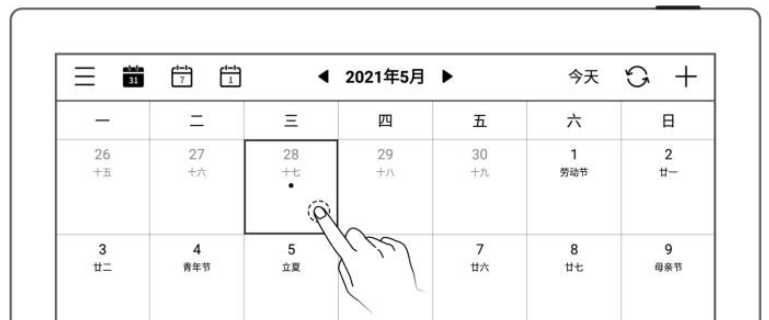 31 7 1 2021年5月 今天
一 二 三 四 五 六 日
26 27 28 29 30 1 2
十五 十六 十七 十八 十九 劳动节 廿一
3 4 5 7 8 9
廿二 青年节 立夏 廿六 廿七 母亲节